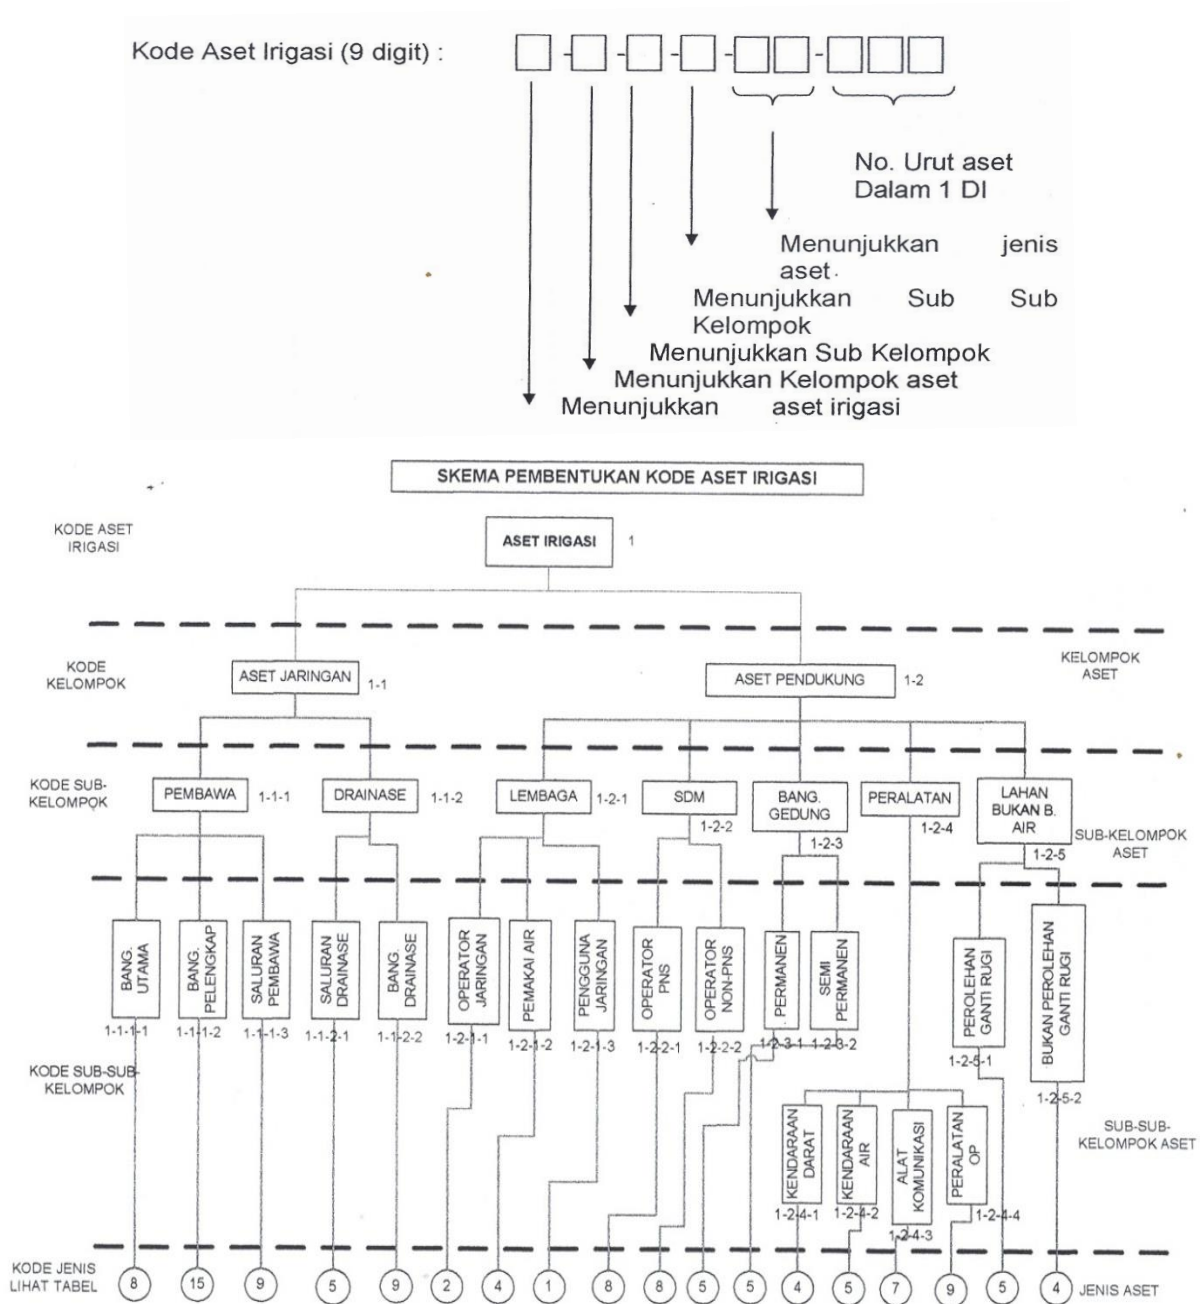 Kode Aset Irigasi (9 digit) :
No. Urut aset
Dalam 1 DI
Menunjukkan jenis
aset.
Menunjukkan Sub Sub
Kelompok
Menunjukkan Sub Kelompok
Menunjukkan Kelompok aset
Menunjukkan aset irigasi
SKEMA PEMBENTUKAN KODE ASET IRIGASI
KODE ASET
IRIGASI
ASET IRIGASI
1
KODE
KELOMPOK
ASET JARINGAN
1-1
ASET PENDUKUNG
1-2
KELOMPOK
ASET
KODE SUB-
KELOMPOK
PEMBAWA
1-1-1
DRAINASE
1-1-2
LEMBAGA
1-2-1
SDM
1-2-2
BANG.
GEDUNG
1-2-3
PERALATAN
1-2-4
LAHAN
BUKAN B.
AIR
1-2-5
SUB-KELOMPOK
ASET
BANG.
UTAMA
1-1-1-1
BANG.
PELENGKAP
1-1-1-2
SALURAN
PEMBAWA
1-1-1-3
SALURAN
DRAINASE
1-1-2-1
BANG.
DRAINASE
1-1-2-2
OPERATOR
JARINGAN
1-2-1-1
PEMAKAI AIR
1-2-1-2
PENGGUNA
JARINGAN
1-2-1-3
OPERATOR
PNS
1-2-2-1
OPERATOR
NON-PNS
1-2-2-2
PERMANEN
1-2-3-1
SEMI
PERMANEN
1-2-3-2
PEROLEHAN
GANTI RUGI
1-2-5-1
BUKAN PEROLEHAN
GANTI RUGI
1-2-5-2
KODE SUB-SUB-
KELOMPOK
KENDARAAN
DARAT
1-2-4-1
KENDARAAN
AIR
1-2-4-2
ALAT
KOMUNIKASI
1-2-4-3
PERALATAN
OP
1-2-4-4
SUB-SUB-
KELOMPOK ASET
KODE JENIS
LIHAT TABEL
8
15
9
5
9
2
4
1
8
8
5
5
4
5
7
9
5
4
JENIS ASET